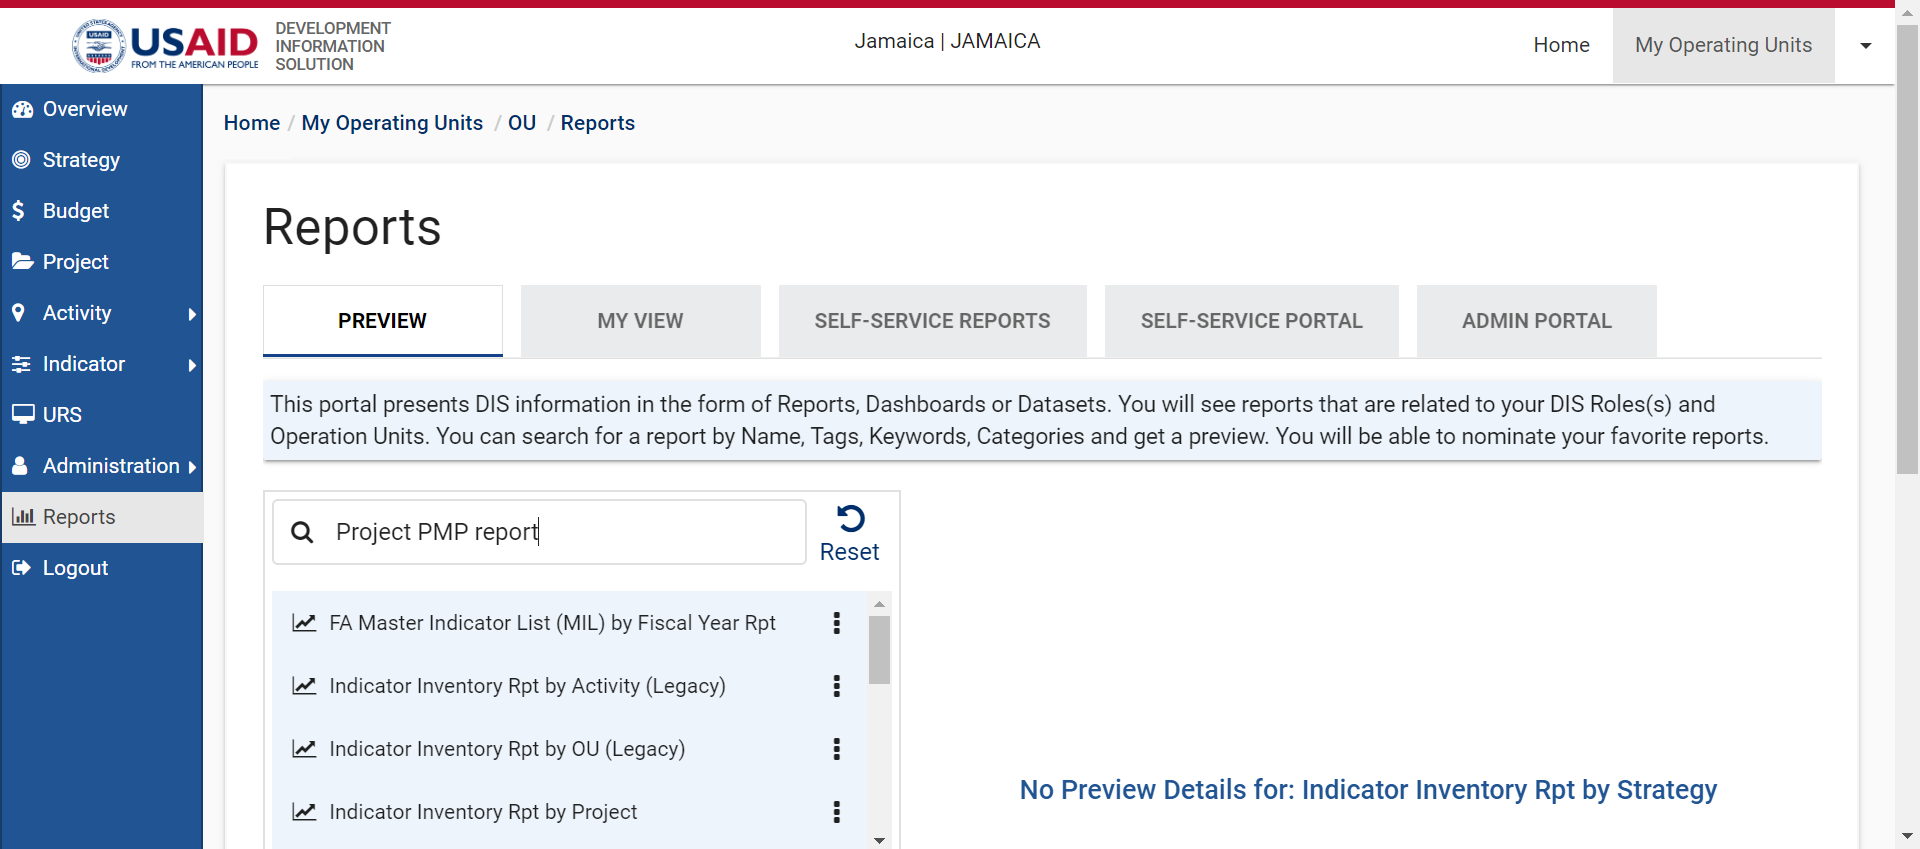 USAID
FROM THE AMERICAN PEOPLE
DEVELOPMENT
INFORMATION
SOLUTION
Jamaica | JAMAICA
Home
My Operating Units
Overview
Strategy
Budget
Project
Activity
Indicator
URS
Administration
Reports
Logout
Home / My Operating Units / OU / Reports
Reports
PREVIEW
MY VIEW
SELF-SERVICE REPORTS
SELF-SERVICE PORTAL
ADMIN PORTAL
This portal presents DIS information in the form of Reports, Dashboards or Datasets. You will see reports that are related to your DIS Roles(s) and
Operation Units. You can search for a report by Name, Tags, Keywords, Categories and get a preview. You will be able to nominate your favorite reports.
Project PMP report
Reset
FA Master Indicator List (MIL) by Fiscal Year Rpt
Indicator Inventory Rpt by Activity (Legacy)
Indicator Inventory Rpt by OU (Legacy)
Indicator Inventory Rpt by Project
No Preview Details for: Indicator Inventory Rpt by Strategy